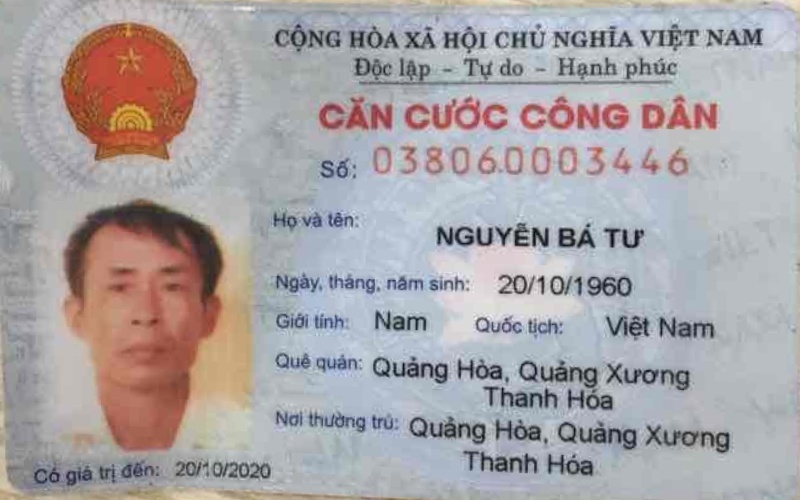 CỘNG HÒA XÃ HỘI CHỦ NGHĨA VIỆT NAM
Độc lập - Tự do - Hạnh phúc
CĂN CƯỚC CÔNG DÂN
Số: 038060003446
Họ và tên:
NGUYỄN BÁ TƯ
Ngày, tháng, năm sinh: 20/10/1960
Giới tính: Nam Quốc tịch: Việt Nam
Quê quán: Quảng Hòa, Quảng Xương
Thanh Hóa
Nơi thường trú: Quảng Hòa, Quảng Xương
Thanh Hóa
Có giá trị đến: 20/10/2020